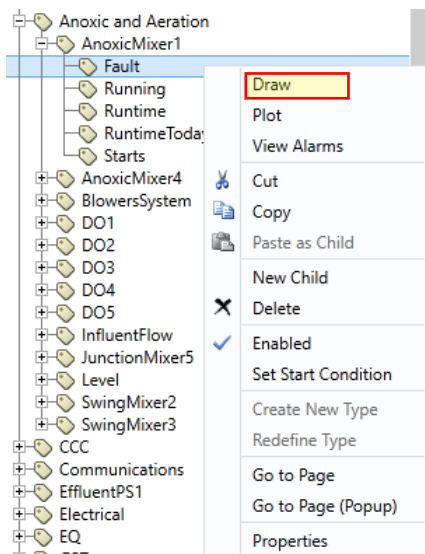 Anoxic and Aeration
AnoxicMixer1
Fault
Running
Runtime
RuntimeToday
Starts
AnoxicMixer4
BlowersSystem
DO1
DO2
DO3
DO4
DO5
InfluentFlow
JunctionMixer5
Level
SwingMixer2
SwingMixer3
CCC
Communications
EffluentPS1
Electrical
EQ
Draw
Plot
View Alarms
Cut
Copy
Paste as Child
New Child
Delete
Enabled
Set Start Condition
Create New Type
Redefine Type
Go to Page
Go to Page (Popup)
Properties